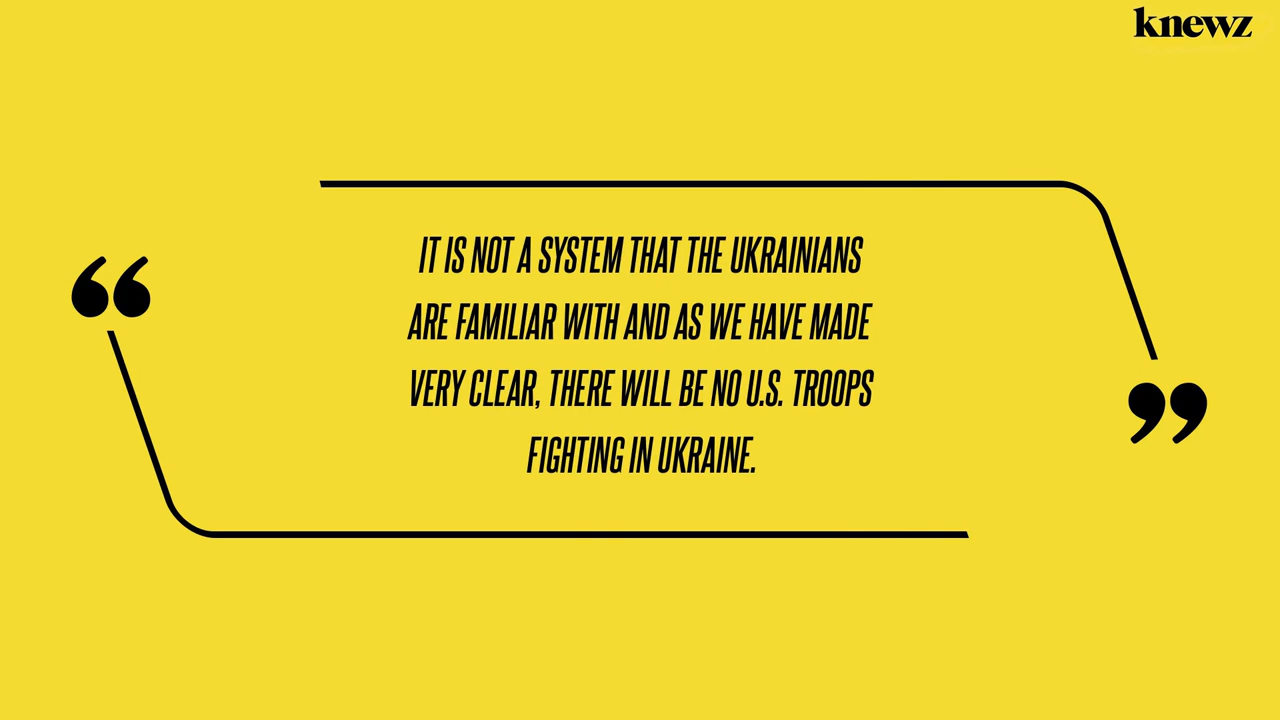 knewz
“
IT IS NOT A SYSTEM THAT THE UKRAINIANS
ARE FAMILIAR WITH AND AS WE HAVE MADE
VERY CLEAR, THERE WILL BE NO U.S. TROOPS
FIGHTING IN UKRAINE.
”